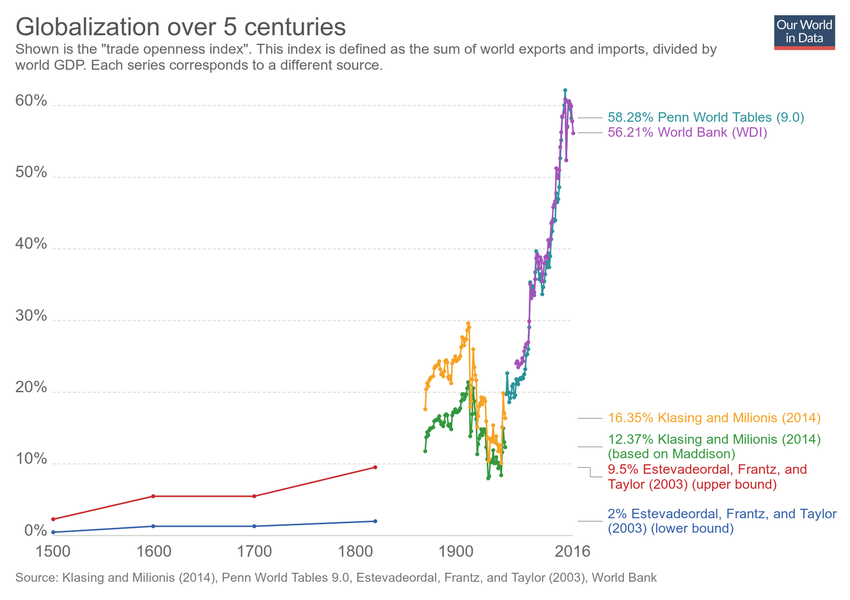 Globalization over 5 centuries
Our World
in Data
Shown is the "trade openness index". This index is defined as the sum of world exports and imports, divided by
world GDP. Each series corresponds to a different source.
60%
58.28% Penn World Tables (9.0)
56.21% World Bank (WDI)
50%
40%
30%
20%
16.35% Klasing and Milionis (2014)
12.37% Klasing and Milionis (2014)
(based on Maddison)
10%
9.5% Estevadeordal, Frantz, and
Taylor (2003) (upper bound)
2% Estevadeordal, Frantz, and Taylor
(2003) (lower bound)
0%
1500 1600 1700 1800 1900 2016
Source: Klasing and Milionis (2014), Penn World Tables 9.0, Estevadeordal, Frantz, and Taylor (2003), World Bank